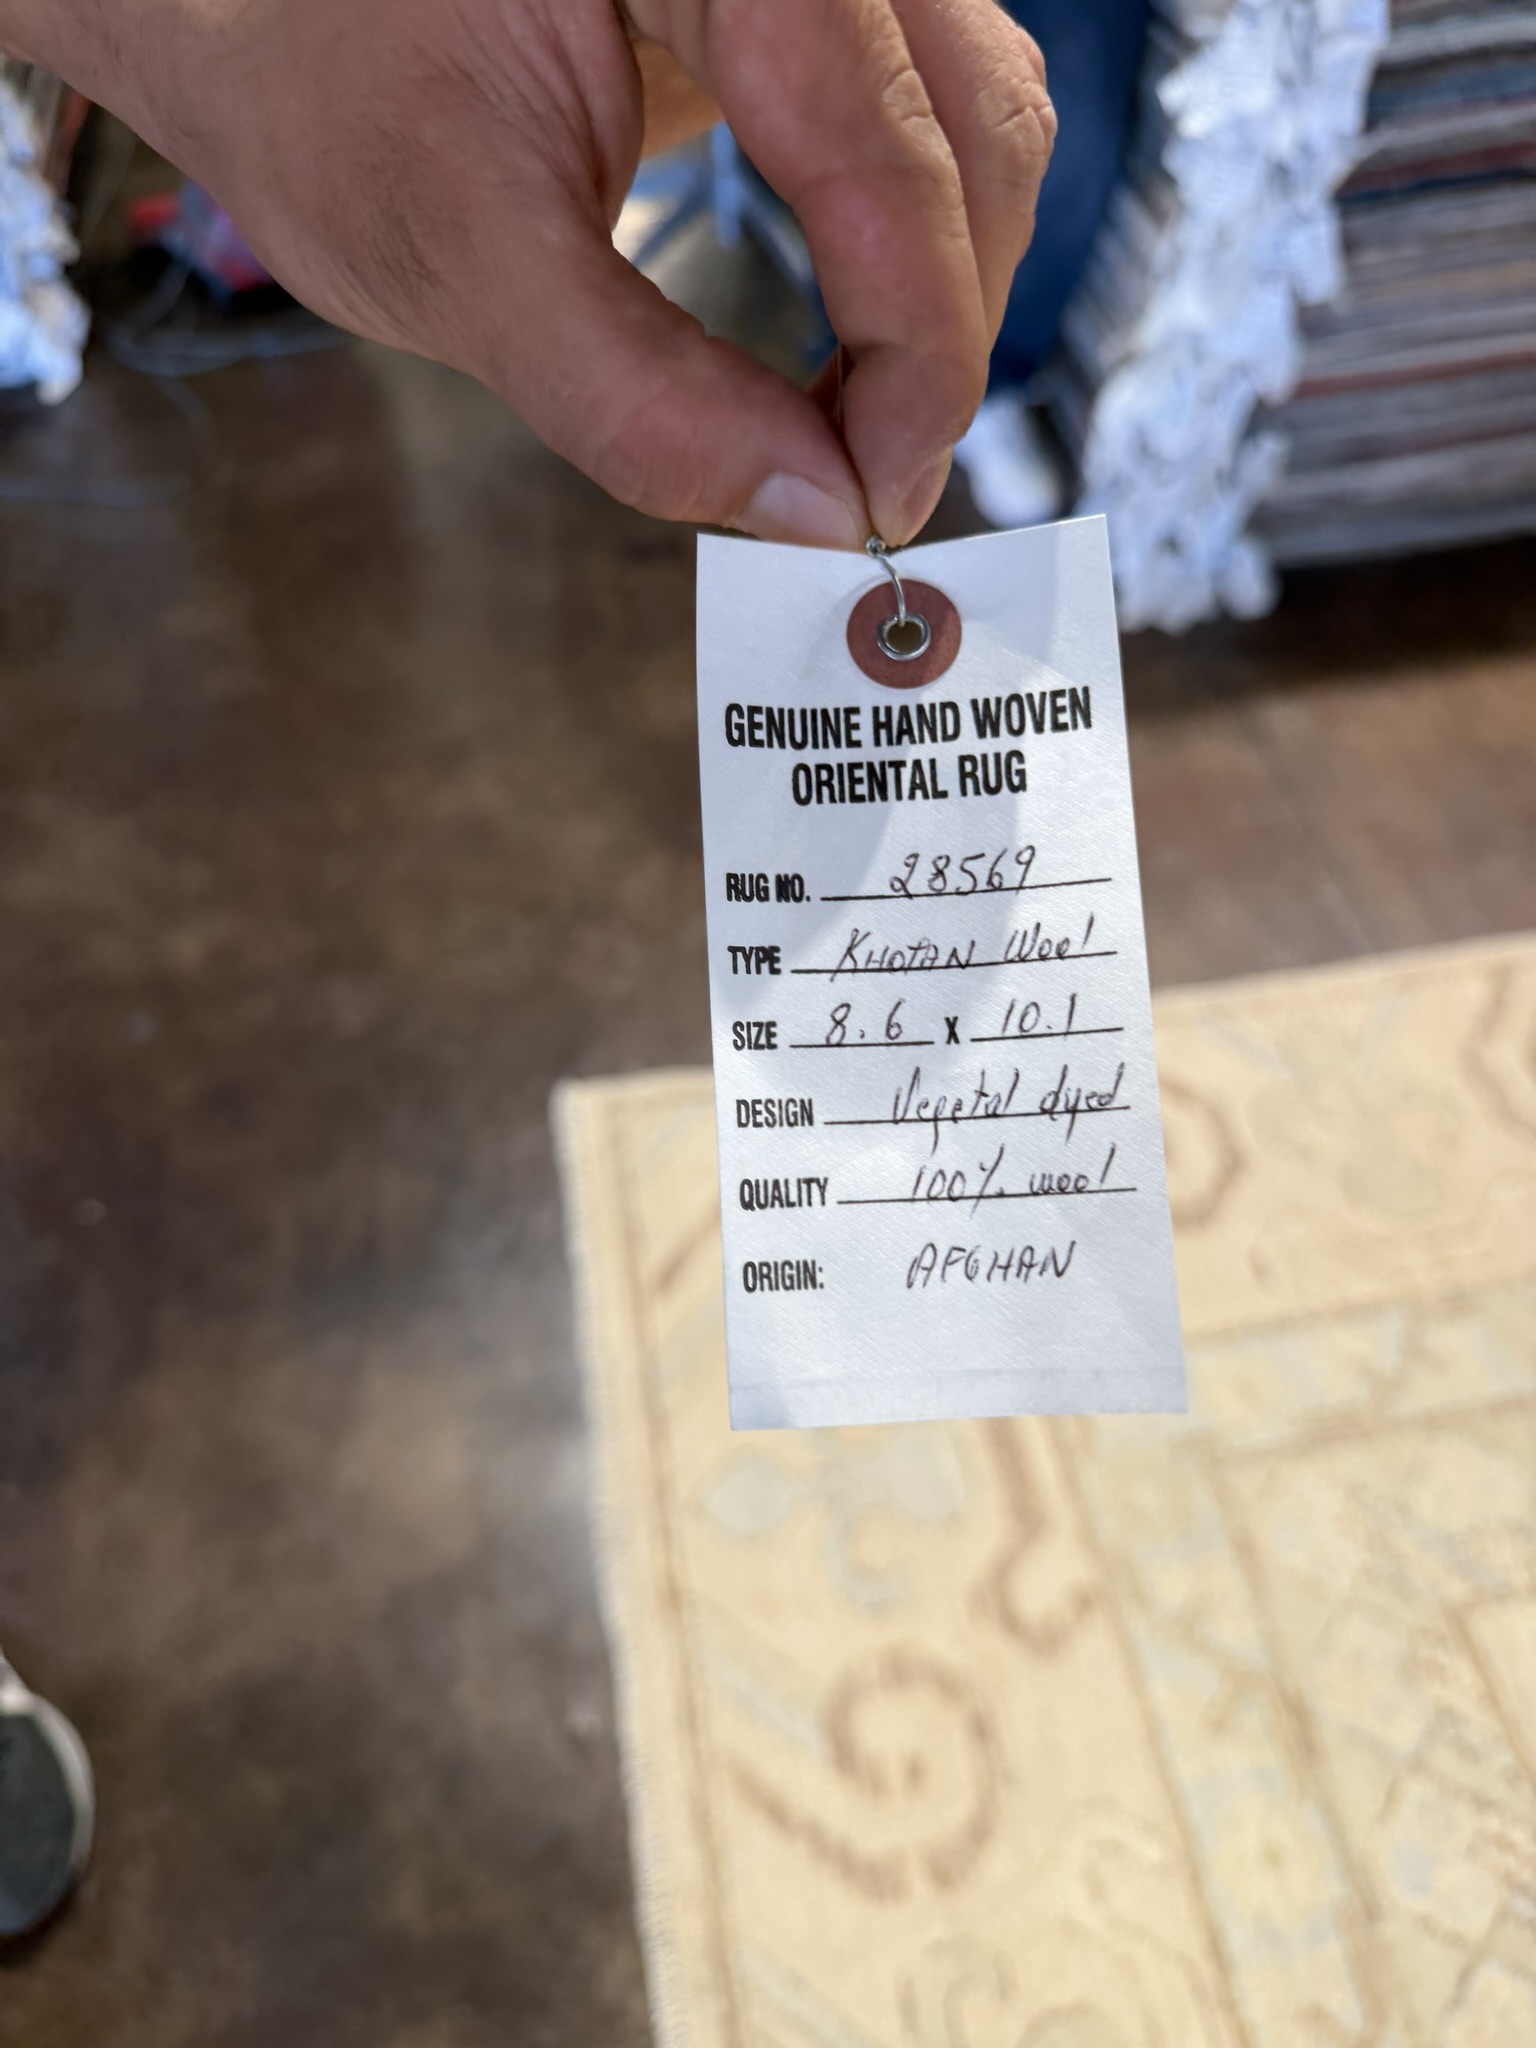 GENUINE HAND WOVEN
ORIENTAL RUG
RUG NO. 28569
TYPE KHOTAN Wool
SIZE 8.6 X 10.1
DESIGN Vegetal dyed
QUALITY 100% wool
ORIGIN: AFGHAN